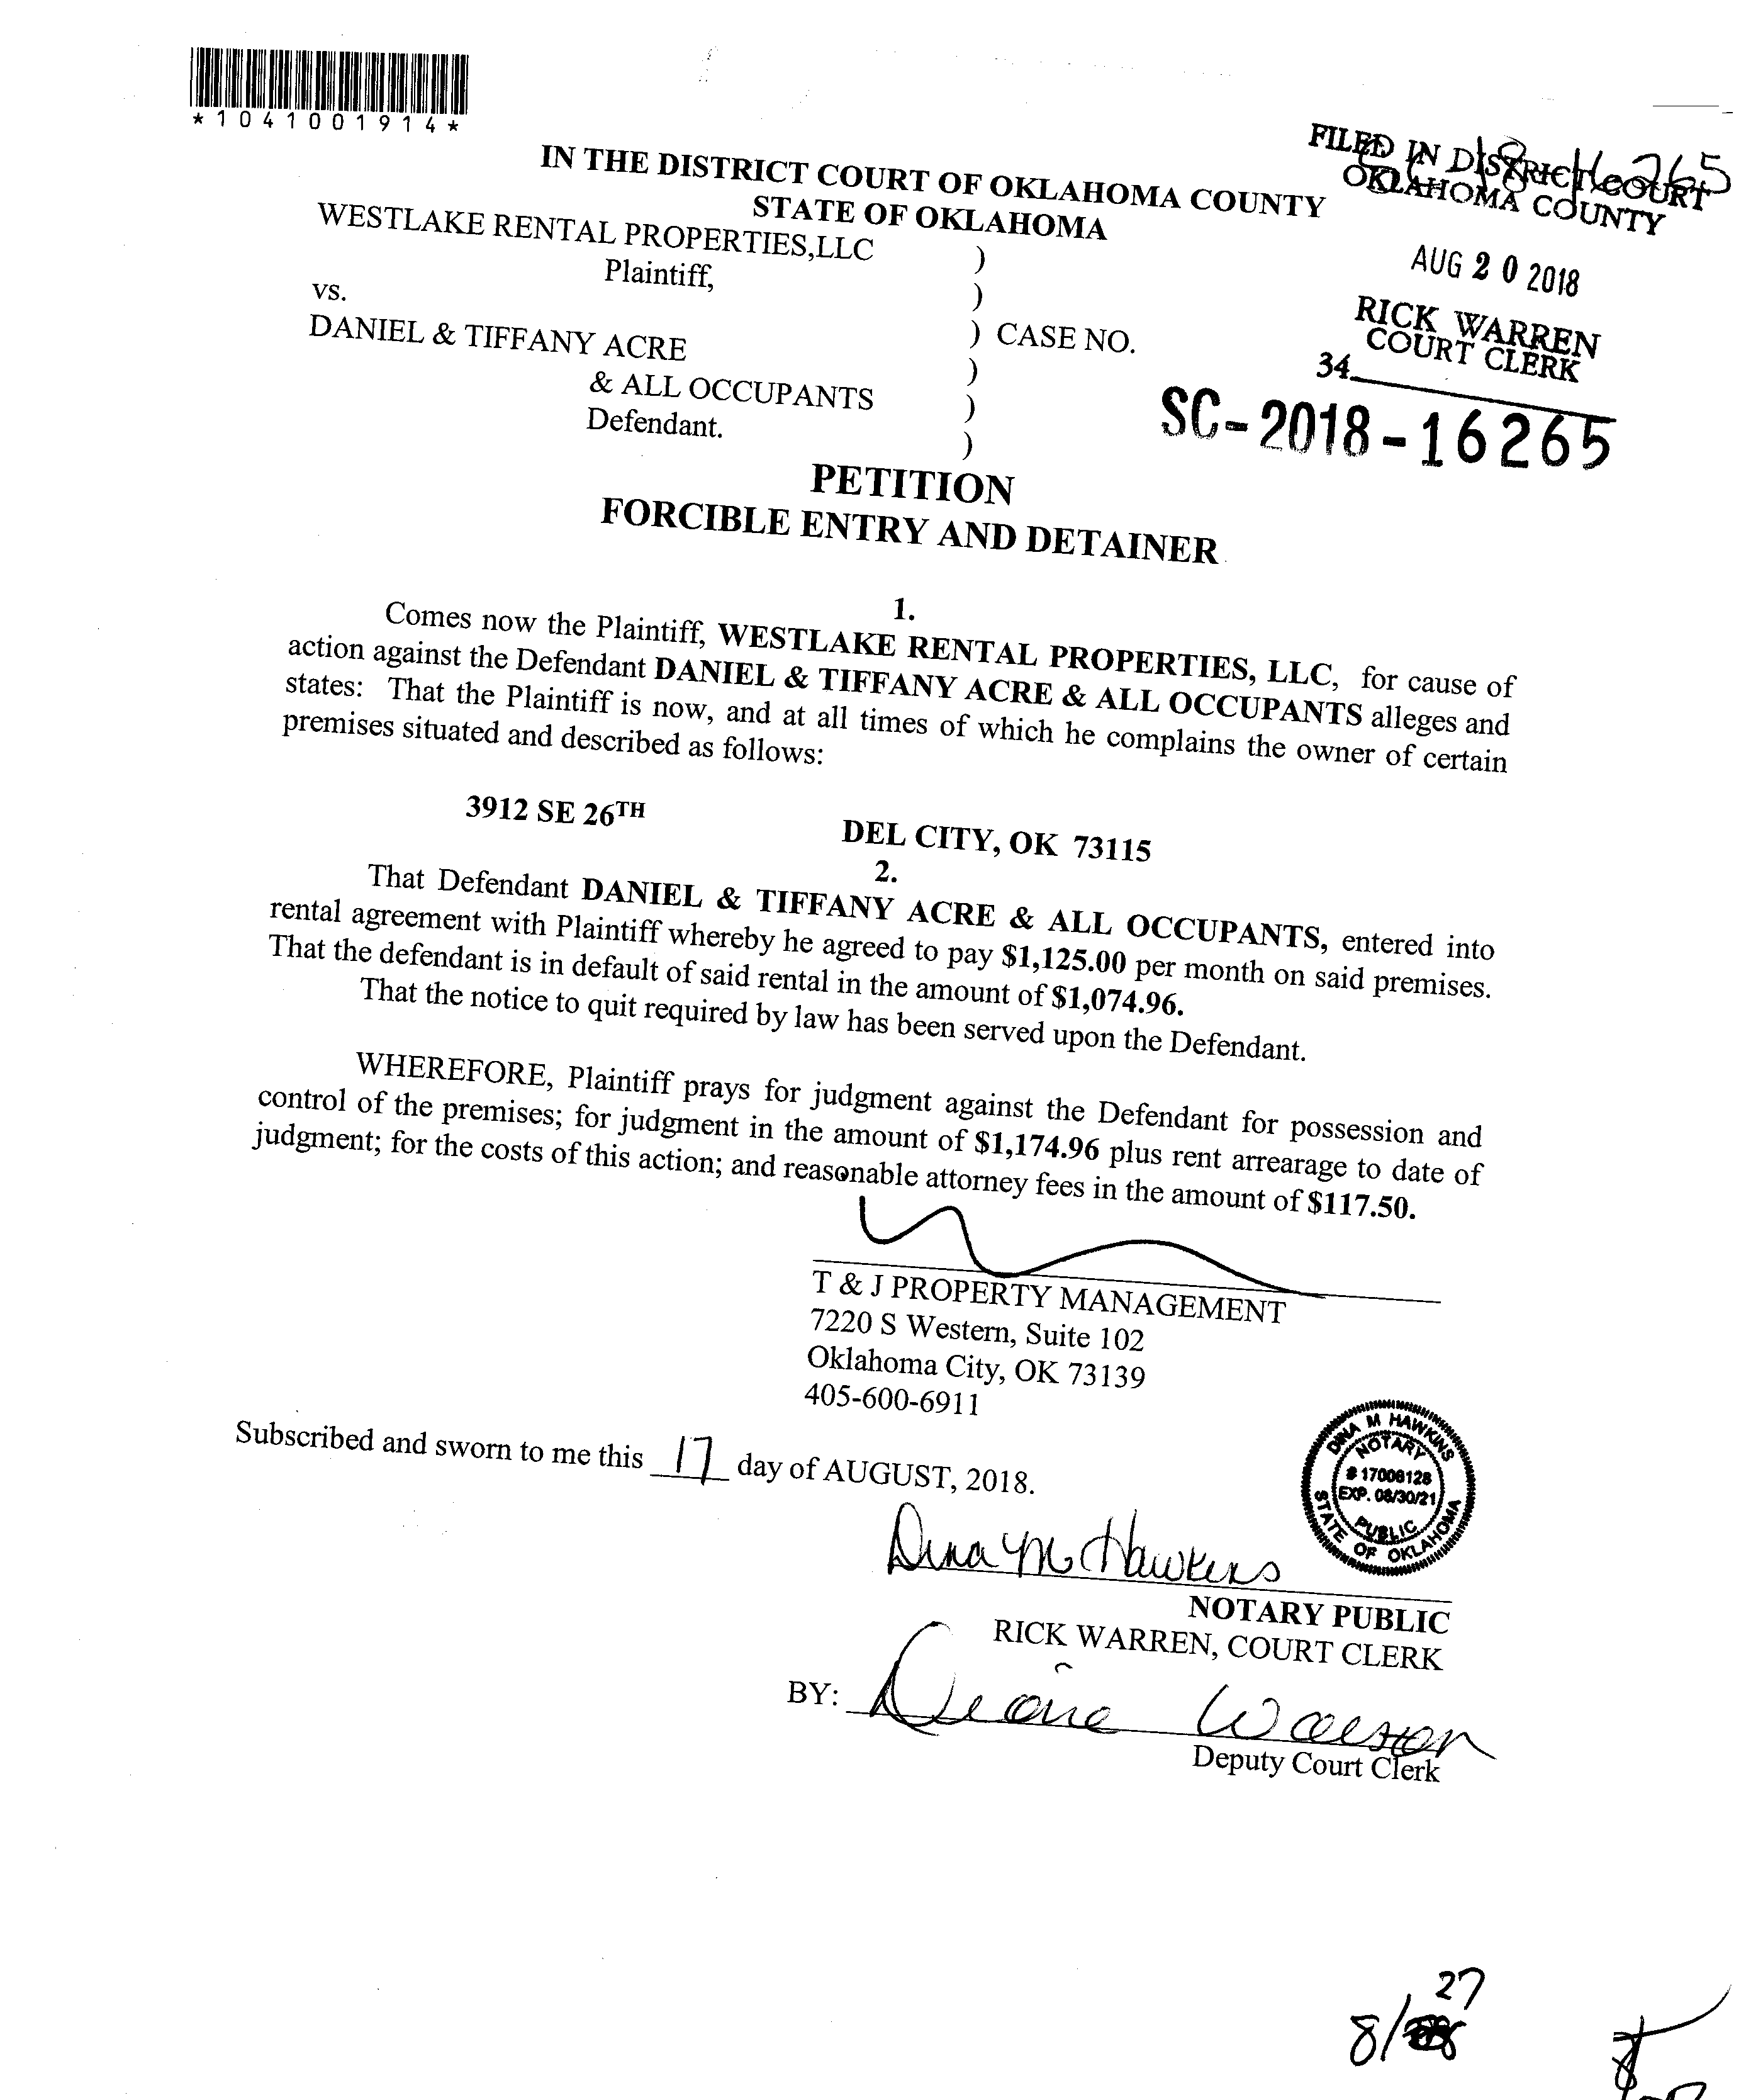 *1041001914*
FILED IN DISTRICT COURT
OKLAHOMA COUNTY
18-16265
AUG 20 2018
RICK WARREN
COURT CLERK
34
SC-2018-16265
IN THE DISTRICT COURT OF OKLAHOMA COUNTY
STATE OF OKLAHOMA
WESTLAKE RENTAL PROPERTIES,LLC )
Plaintiff, )
vs.
DANIEL & TIFFANY ACRE ) CASE NO.
)
& ALL OCCUPANTS )
Defendant. )
PETITION
FORCIBLE ENTRY AND DETAINER
1.
Comes now the Plaintiff, WESTLAKE RENTAL PROPERTIES, LLC, for cause of
action against the Defendant DANIEL & TIFFANY ACRE & ALL OCCUPANTS alleges and
states: That the Plaintiff is now, and at all times of which he complains the owner of certain
premises situated and described as follows:
3912 SE 26TH DEL CITY, OK 73115
2.
That Defendant DANIEL & TIFFANY ACRE & ALL OCCUPANTS, entered into
rental agreement with Plaintiff whereby he agreed to pay $1,125.00 per month on said premises.
That the defendant is in default of said rental in the amount of $1,074.96.
That the notice to quit required by law has been served upon the Defendant.
WHEREFORE, Plaintiff prays for judgment against the Defendant for possession and
control of the premises; for judgment in the amount of $1,174.96 plus rent arrearage to date of
judgment; for the costs of this action; and reasonable attorney fees in the amount of $117.50.
T & J PROPERTY MANAGEMENT
7220 S Western, Suite 102
Oklahoma City, OK 73139
405-600-6911
Subscribed and sworn to me this 17 day of AUGUST, 2018.
DINA M HAWKINS
NOTARY
# 17008128
EXP. 08/30/21
PUBLIC
STATE OF OKLAHOMA
Dina M Hawkins
NOTARY PUBLIC
RICK WARREN, COURT CLERK
BY: Diane Watson
Deputy Court Clerk
27
8/